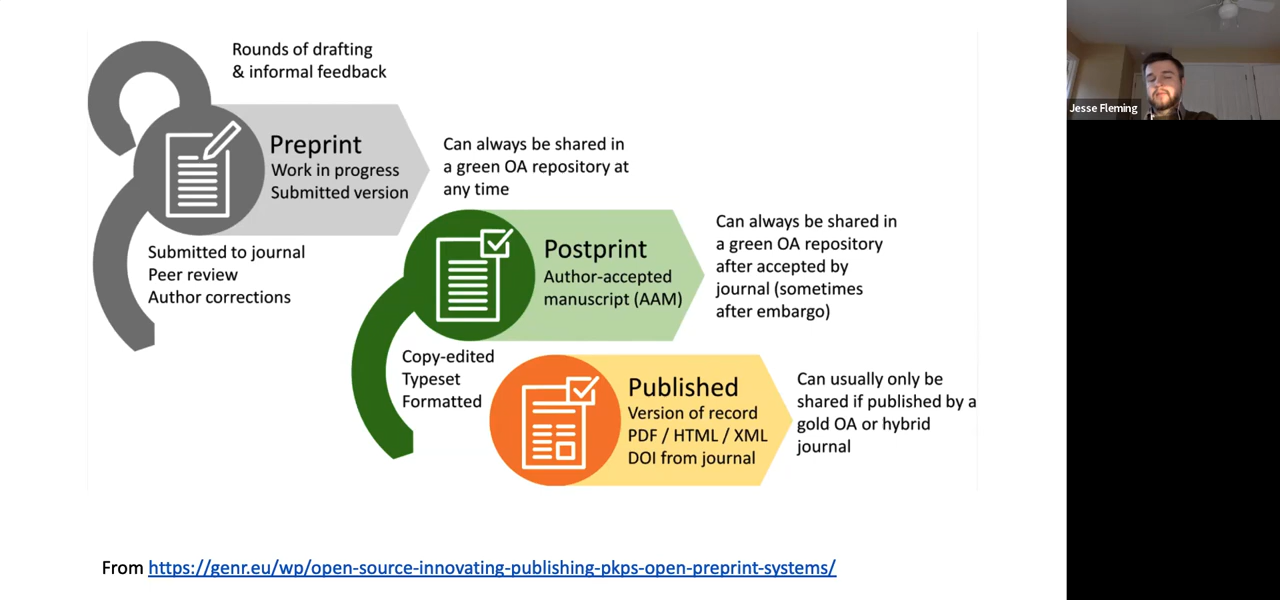 Rounds of drafting
& informal feedback
Preprint
Work in progress
Submitted version
Can always be shared in
a green OA repository at
any time
Submitted to journal
Peer review
Author corrections
Postprint
Author-accepted
manuscript (AAM)
Can always be shared in
a green OA repository
after accepted by
journal (sometimes
after embargo)
Copy-edited
Typeset
Formatted
Published
Version of record
PDF / HTML / XML
DOI from journal
Can usually only be
shared if published by a
gold OA or hybrid
journal
From https://genr.eu/wp/open-source-innovating-publishing-pkps-open-preprint-systems/
Jesse Fleming